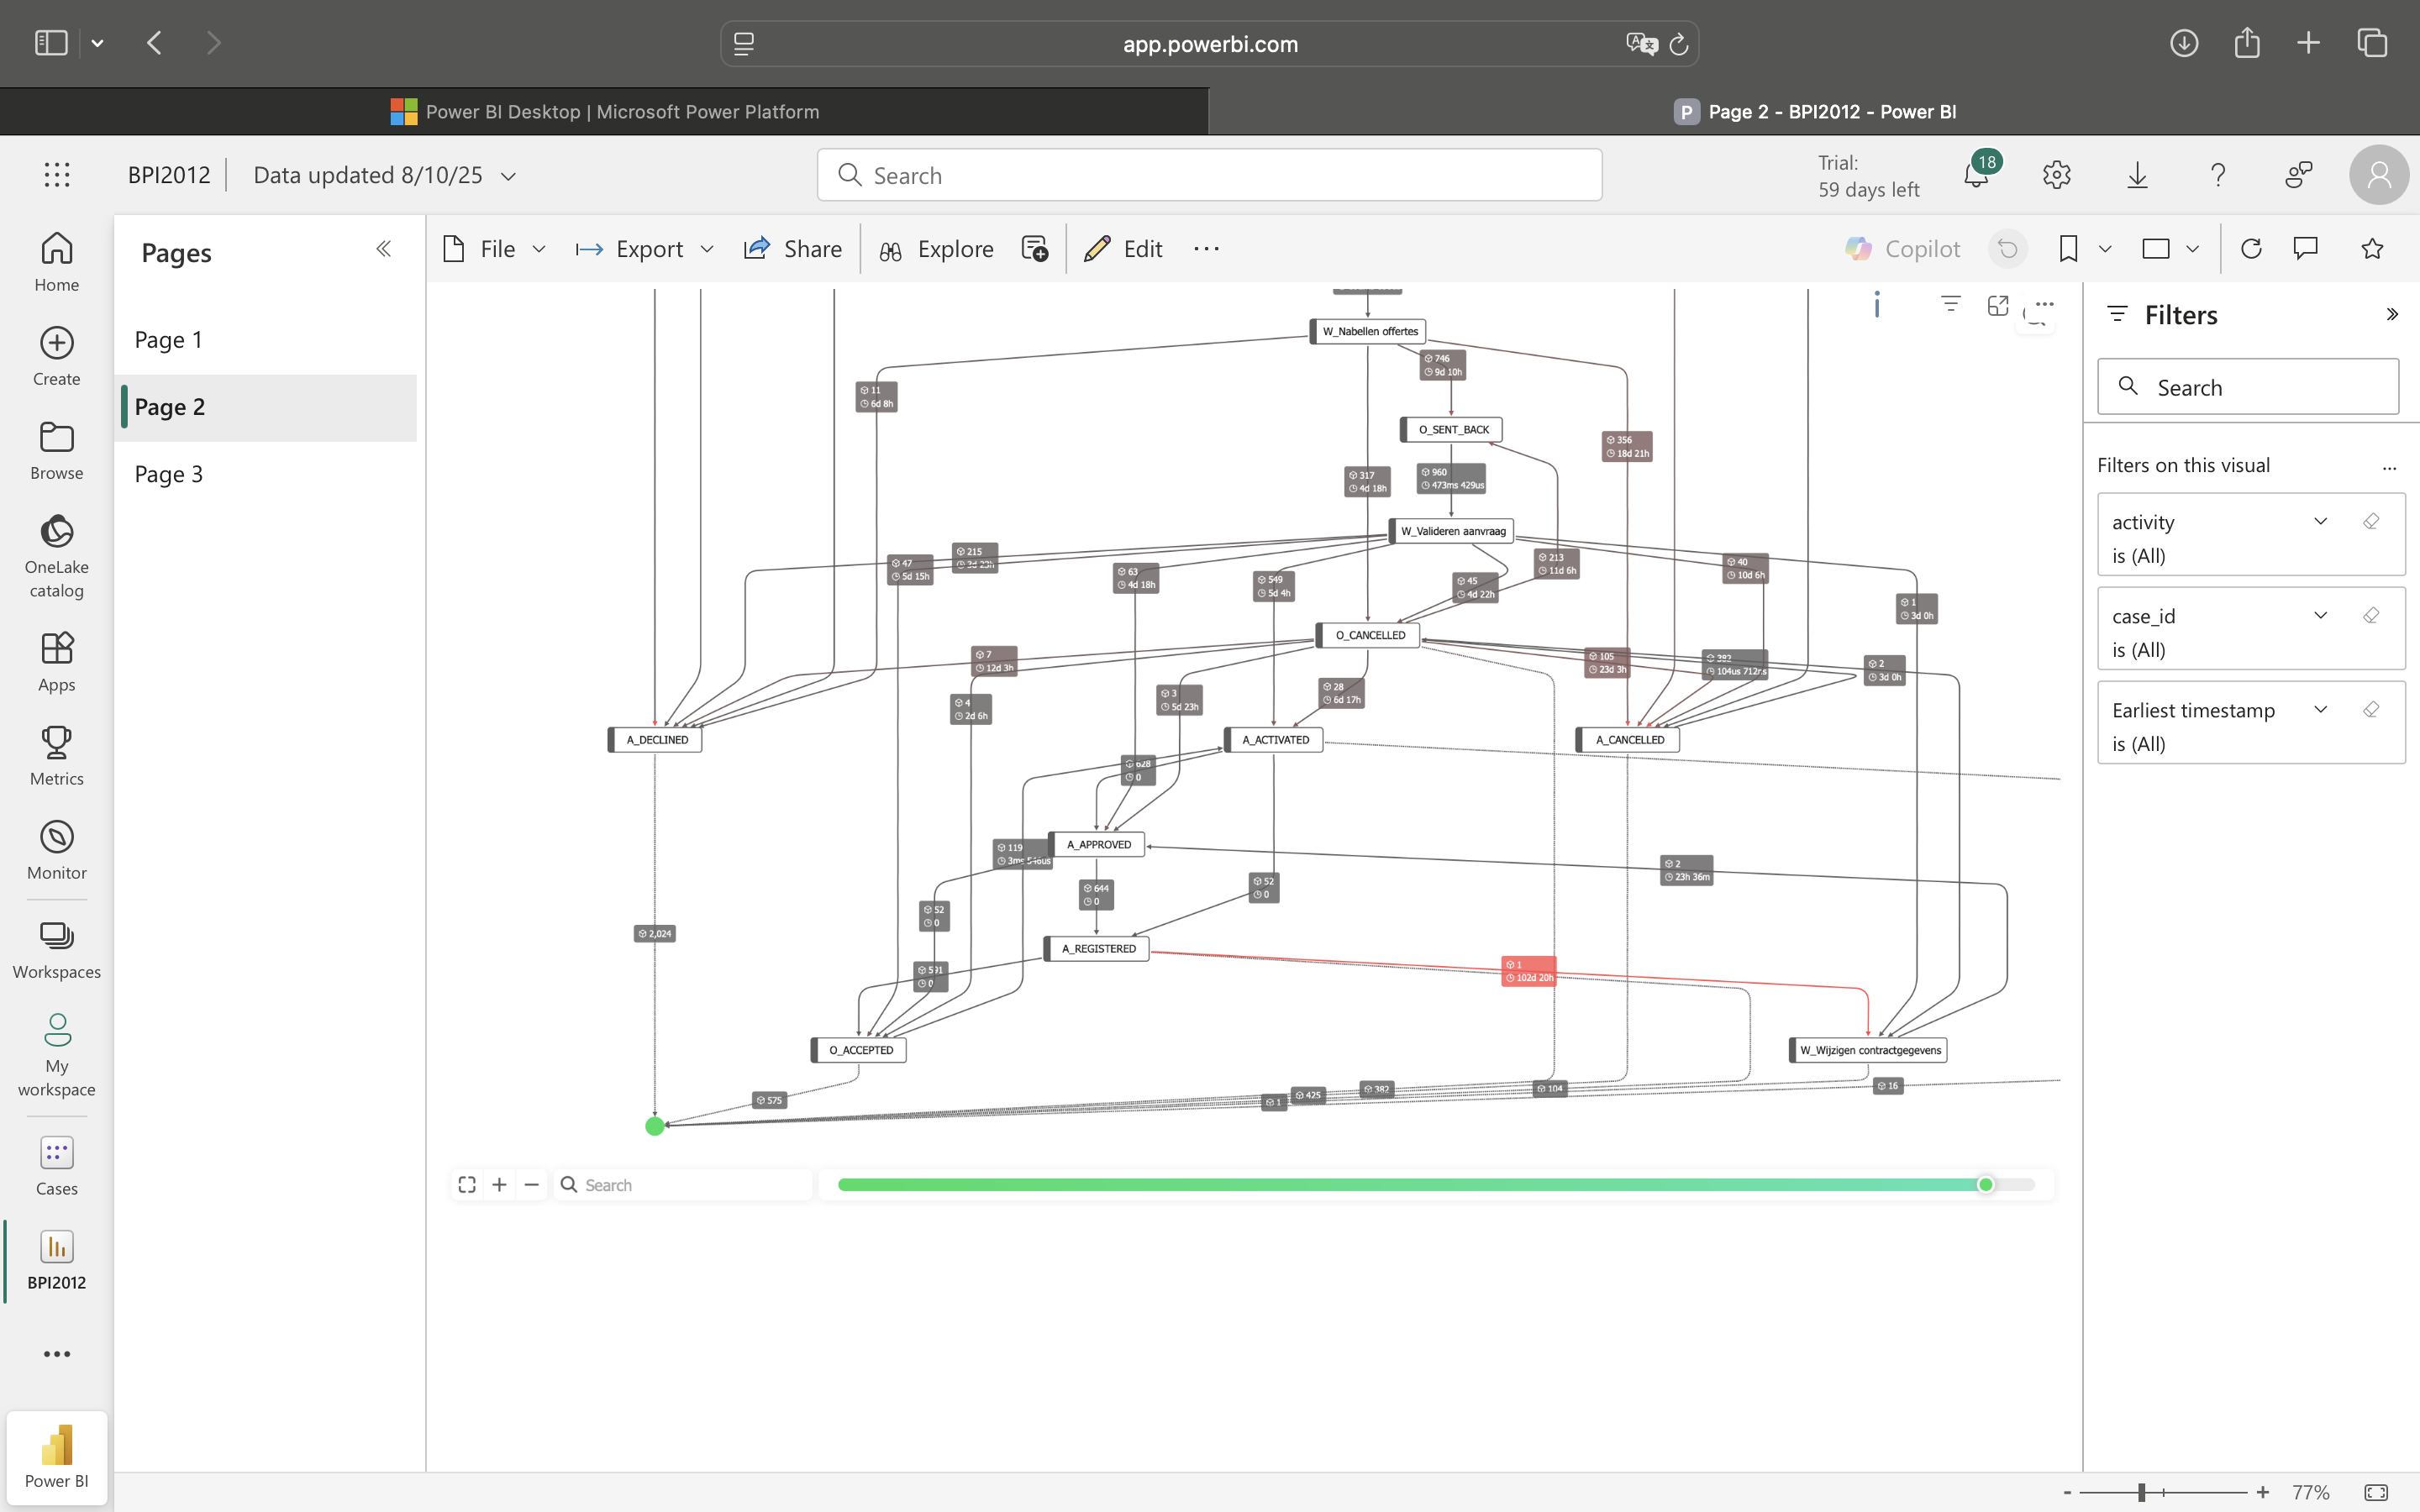 app.powerbi.com
Power BI Desktop | Microsoft Power Platform
P Page 2 - BPI2012 - Power BI
BPI2012
Data updated 8/10/25
Search
Trial:
59 days left
18
Home
Create
Browse
OneLake
catalog
Apps
Metrics
Monitor
Workspaces
My
workspace
Cases
BPI2012
Power BI
Pages
Page 1
Page 2
Page 3
File
Export
Share
Explore
Edit
Copilot
W_Nabellen offertes
746
9d 10h
11
6d 8h
O_SENT_BACK
356
18d 21h
317
4d 18h
960
473ms 429us
W_Valideren aanvraag
215
3d 23h
47
5d 15h
63
4d 18h
549
5d 4h
45
4d 22h
213
11d 6h
40
10d 6h
1
3d 0h
O_CANCELLED
7
12d 3h
105
23d 3h
382
104us 712ns
2
3d 0h
4
2d 6h
3
5d 23h
28
6d 17h
A_DECLINED
A_ACTIVATED
A_CANCELLED
628
0
119
3ms 546us
A_APPROVED
2
23h 36m
644
0
52
0
52
0
2,024
A_REGISTERED
591
0
1
102d 20h
O_ACCEPTED
W_Wijzigen contractgegevens
575
1
425
382
104
16
Search
Filters
Search
Filters on this visual
activity
is (All)
case_id
is (All)
Earliest timestamp
is (All)
77%